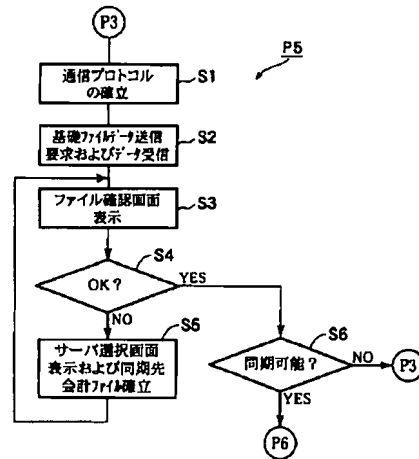 P3
P5
通信プロトコル
の確立
S1
基礎ファイルデータ送信
要求およびデータ受信
S2
ファイル確認画面
表示
S3
S4
OK?
YES
NO
S5
サーバ選択画面
表示および同期先
会計ファイル確立
S6
同期可能?
NO
P3
YES
P6